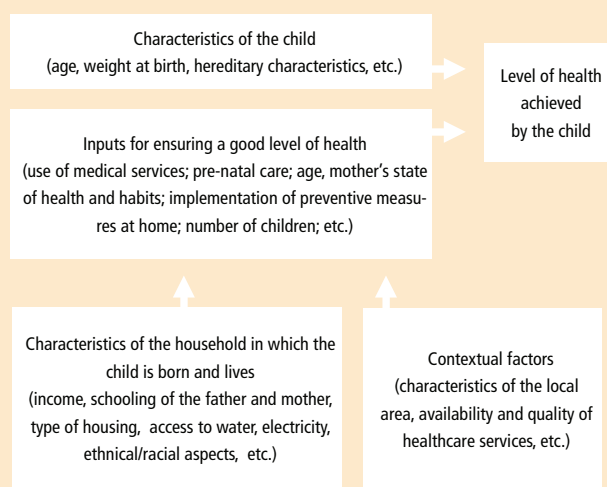 Characteristics of the child
(age, weight at birth, hereditary characteristics, etc.)
Level of health
achieved
by the child
Inputs for ensuring a good level of health
(use of medical services; pre-natal care; age, mother's state
of health and habits; implementation of preventive measu-
res at home; number of children; etc.)
Characteristics of the household in which the
child is born and lives
(income, schooling of the father and mother,
type of housing, access to water, electricity,
ethnical/racial aspects, etc.)
Contextual factors
(characteristics of the local
area, availability and quality of
healthcare services, etc.)